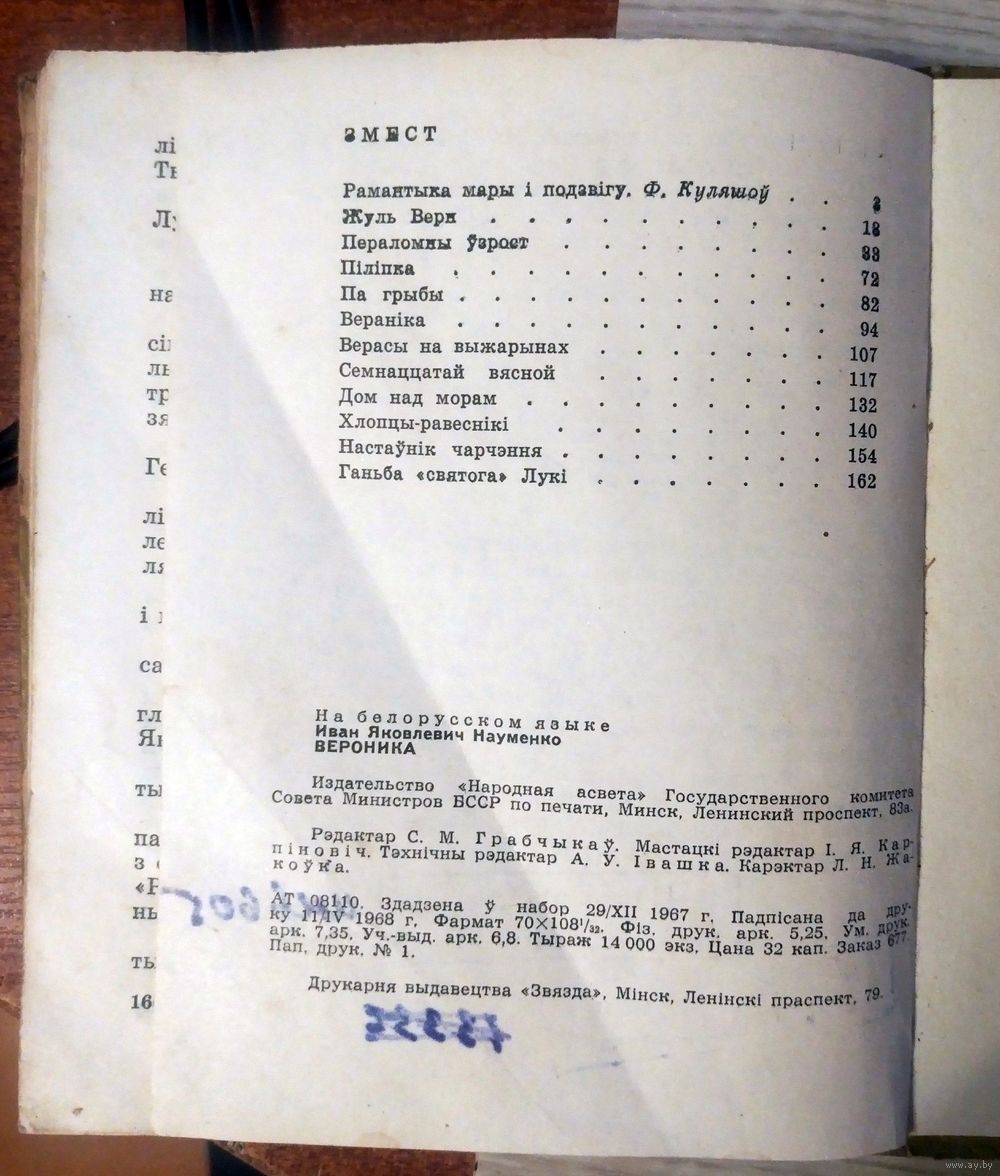 ЗМЕСТ
Рамантыка мары і подзвігу. Ф. Куляшоў . . 3
Жуль Верн . . . . . . . . . . 18
Пераломны ўзрост . . . . . . . . 33
Піліпка . . . . . . . . . . . 72
Па грыбы . . . . . . . . . . . 82
Вераніка . . . . . . . . . . . 94
Верасы на выжарынах . . . . . . . 107
Семнаццатай вясной . . . . . . . 117
Дом над морам . . . . . . . . . 132
Хлопцы-равеснікі . . . . . . . . 140
Настаўнік чарчэння . . . . . . . . 154
Ганьба «святога» Лукі . . . . . . . 162
На белорусском языке
Иван Яковлевич Науменко
ВЕРОНИКА
Издательство «Народная асвета» Государственного комитета
Совета Министров БССР по печати, Минск, Ленинский проспект, 83а.
Рэдактар С. М. Грабчыкаў. Мастацкі рэдактар І. Я. Кар-
піновіч. Тэхнічны рэдактар А. У. Івашка. Карэктар Л. Н. Жа-
коўка.
АТ 08110. Здадзена ў набор 29/XII 1967 г. Падпісана да дру-
ку 11/IV 1968 г. Фармат 70×108¹/₃₂. Фіз. друк. арк. 5,25. Ум. друк.
арк. 7,35. Уч.-выд. арк. 6,8. Тыраж 14 000 экз. Цана 32 кап. Заказ 677.
Пап. друк. № 1.
Друкарня выдавецтва «Звязда», Мінск, Ленінскі праспект, 79.
16
www.ay.by